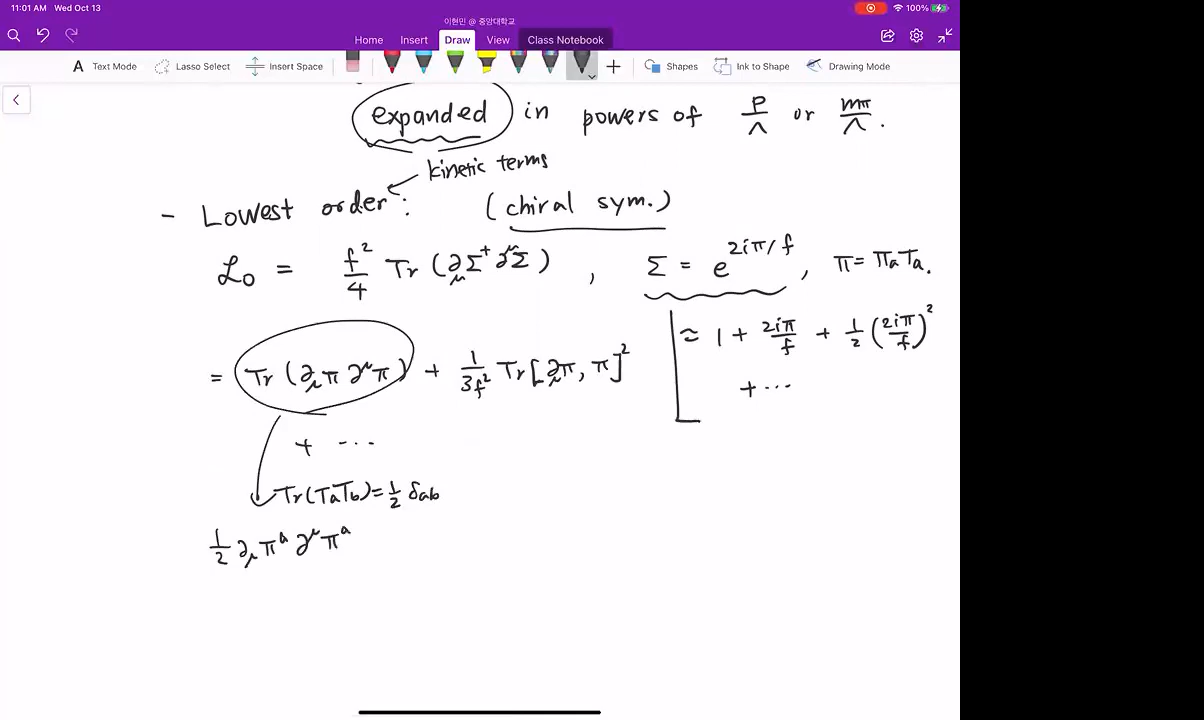 11:01 AM Wed Oct 13
100%
이현민 @ 중앙대학교
Home Insert Draw View Class Notebook
A Text Mode Lasso Select Insert Space Shapes Ink to Shape Drawing Mode
expanded in powers of p/Λ or mπ/Λ.
kinetic terms
- Lowest order: (chiral sym.)
ℒ₀ = f²/4 Tr (∂μΣ†∂^μΣ), Σ = e^{2iπ/f}, π = πaTa.
≈ 1 + 2iπ/f + 1/2 (2iπ/f)²
= Tr (∂μπ ∂^μπ) + 1/3f² Tr [∂μπ, π]²
+ ...
+ ...
Tr(TaTb) = 1/2 δab
1/2 ∂μπ^a ∂^μπ^a